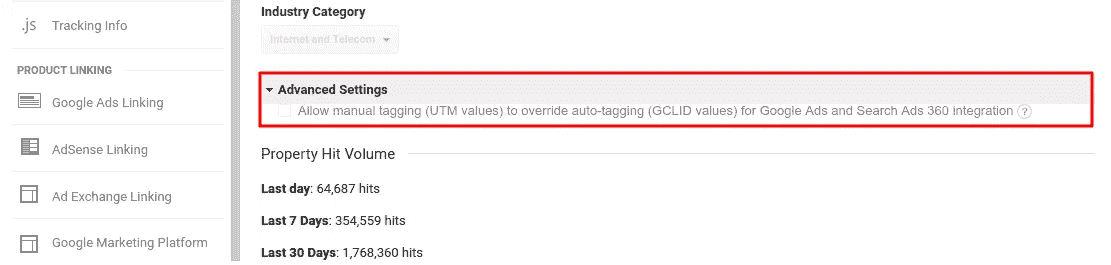 .js Tracking Info
PRODUCT LINKING
Google Ads Linking
AdSense Linking
Ad Exchange Linking
Google Marketing Platform
Industry Category
Internet and Telecom
Advanced Settings
Allow manual tagging (UTM values) to override auto-tagging (GCLID values) for Google Ads and Search Ads 360 integration ?
Property Hit Volume
Last day: 64,687 hits
Last 7 Days: 354,559 hits
Last 30 Days: 1,768,360 hits